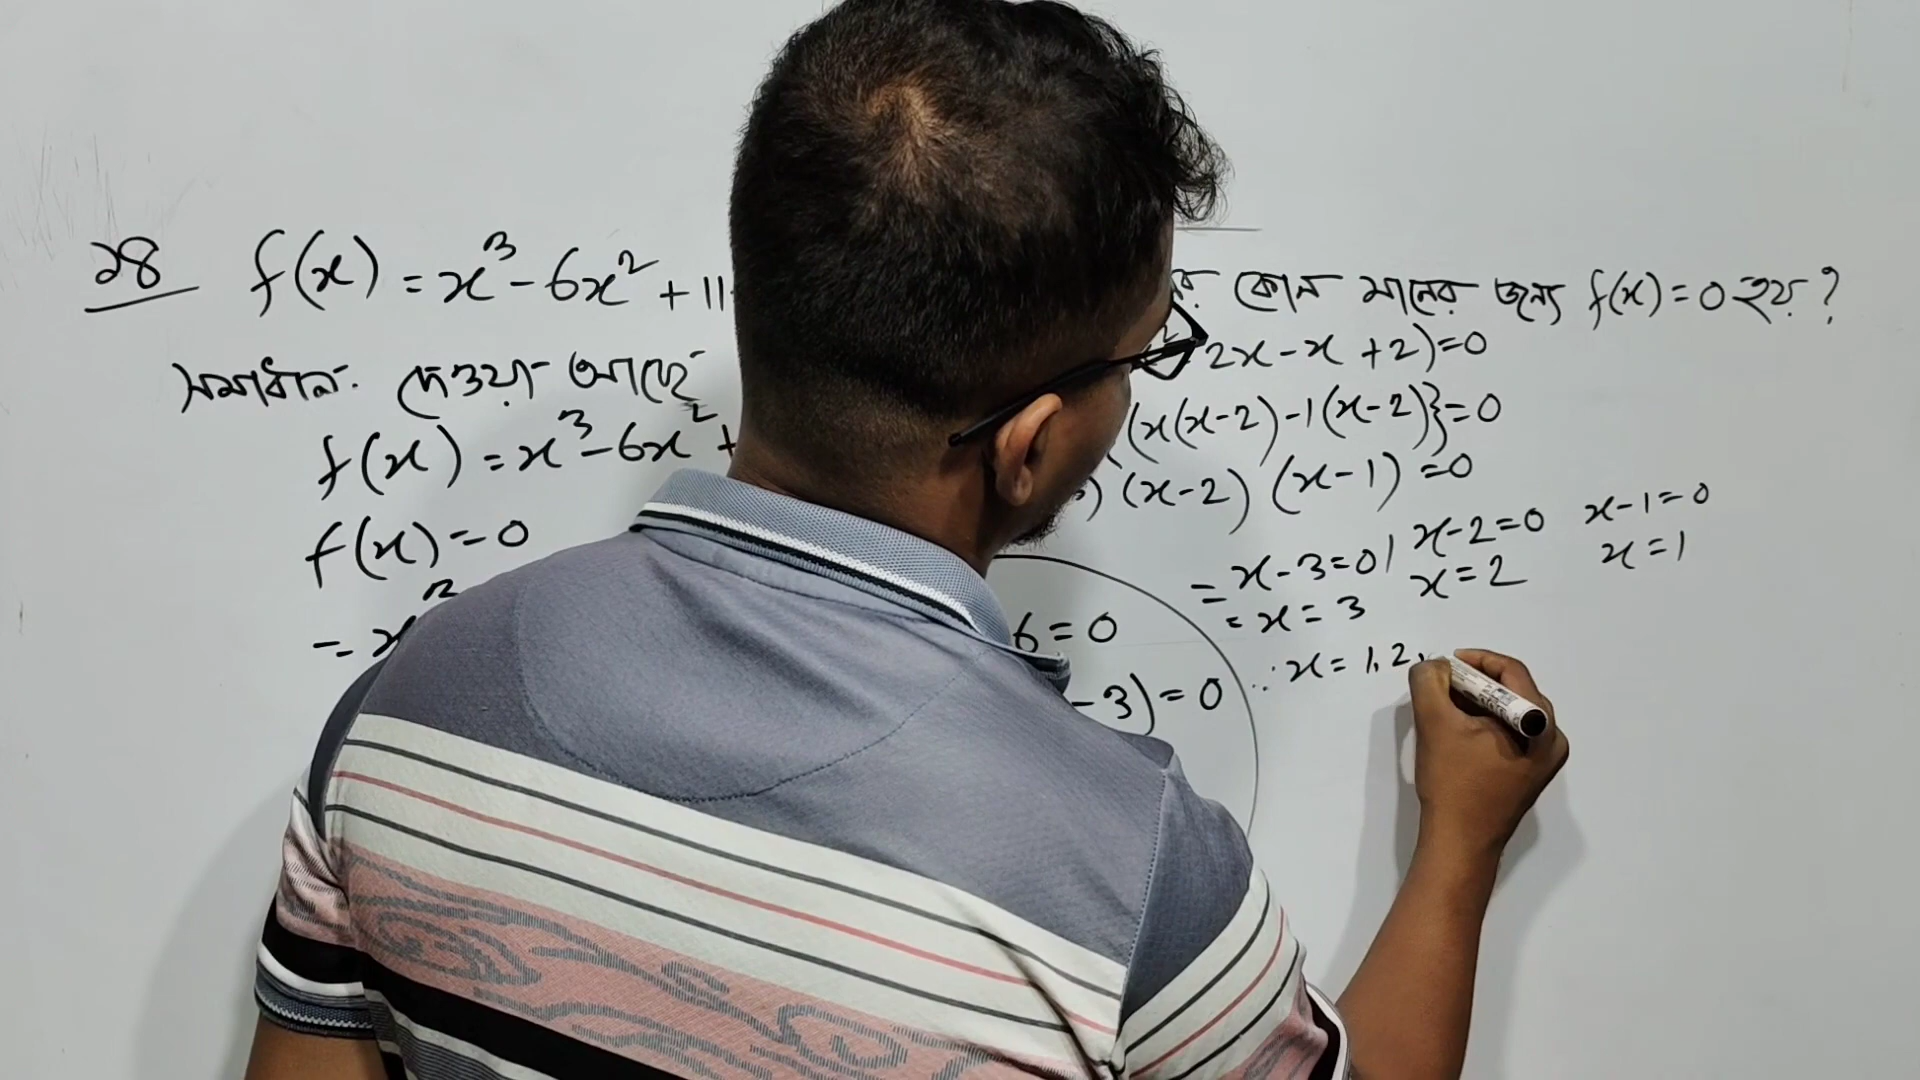 ১৪ f(x) = x³ - 6x² + 11 কোন মানের জন্য f(x) = 0 হয় ?
সমাধান: দেওয়া আছে
f(x) = x³ - 6x² +
f(x) = 0
= x
6 = 0
- 3) = 0
2x - x + 2) = 0
(x(x-2) - 1(x-2)} = 0
) (x-2) (x-1) = 0
= x - 3 = 0 | x - 2 = 0 x - 1 = 0
= x = 3 x = 2 x = 1
∴ x = 1, 2,